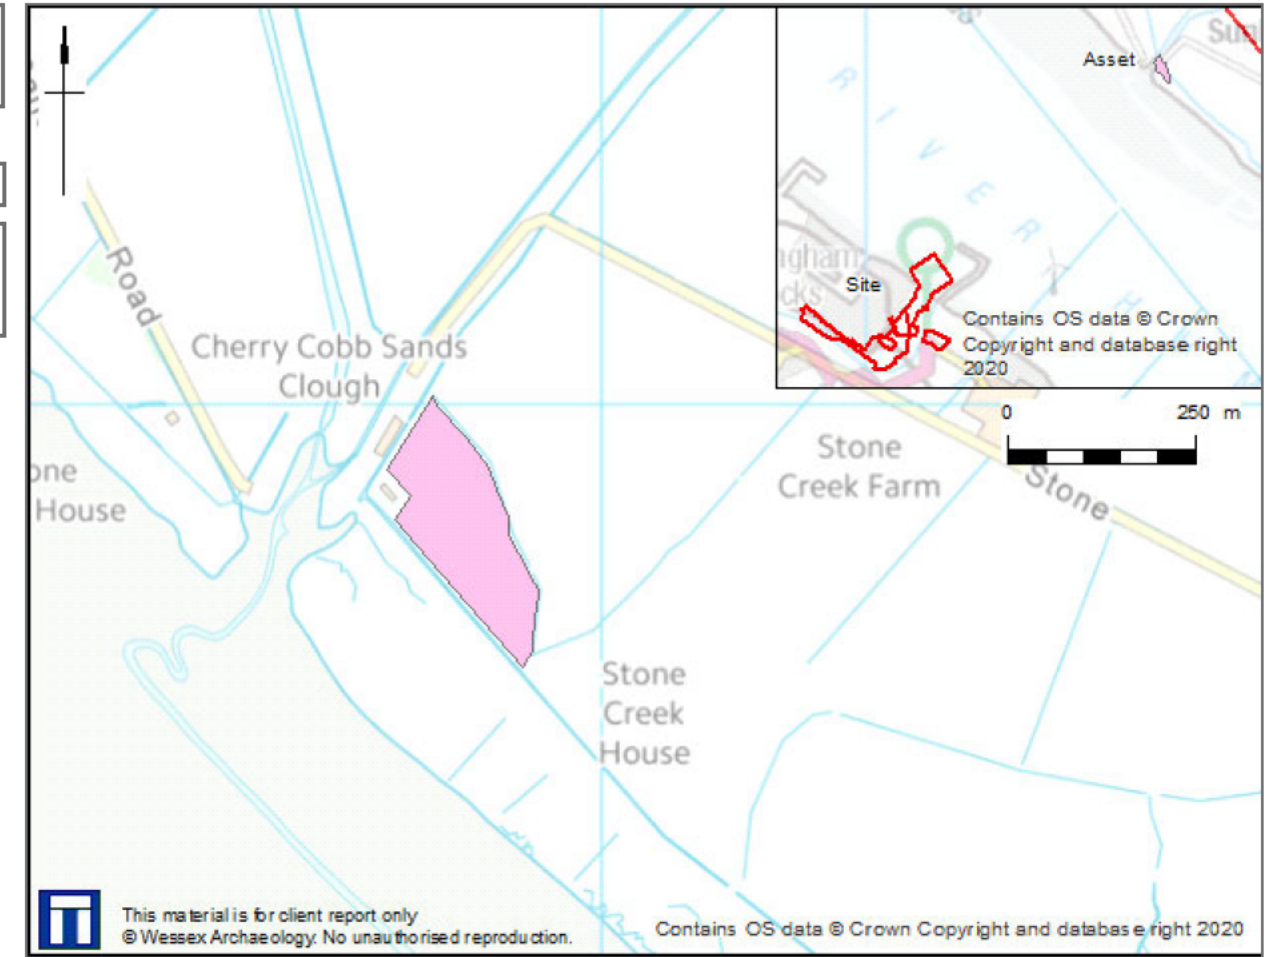 Road
Cherry Cobb Sands
Clough
House
Stone
Creek Farm
Stone
Stone
Creek
House
Asset
RIVER
H
Site
Contains OS data © Crown
Copyright and database right
2020
0 250 m
This material is for client report only
© Wessex Archaeology. No unauthorised reproduction.
Contains OS data © Crown Copyright and database right 2020